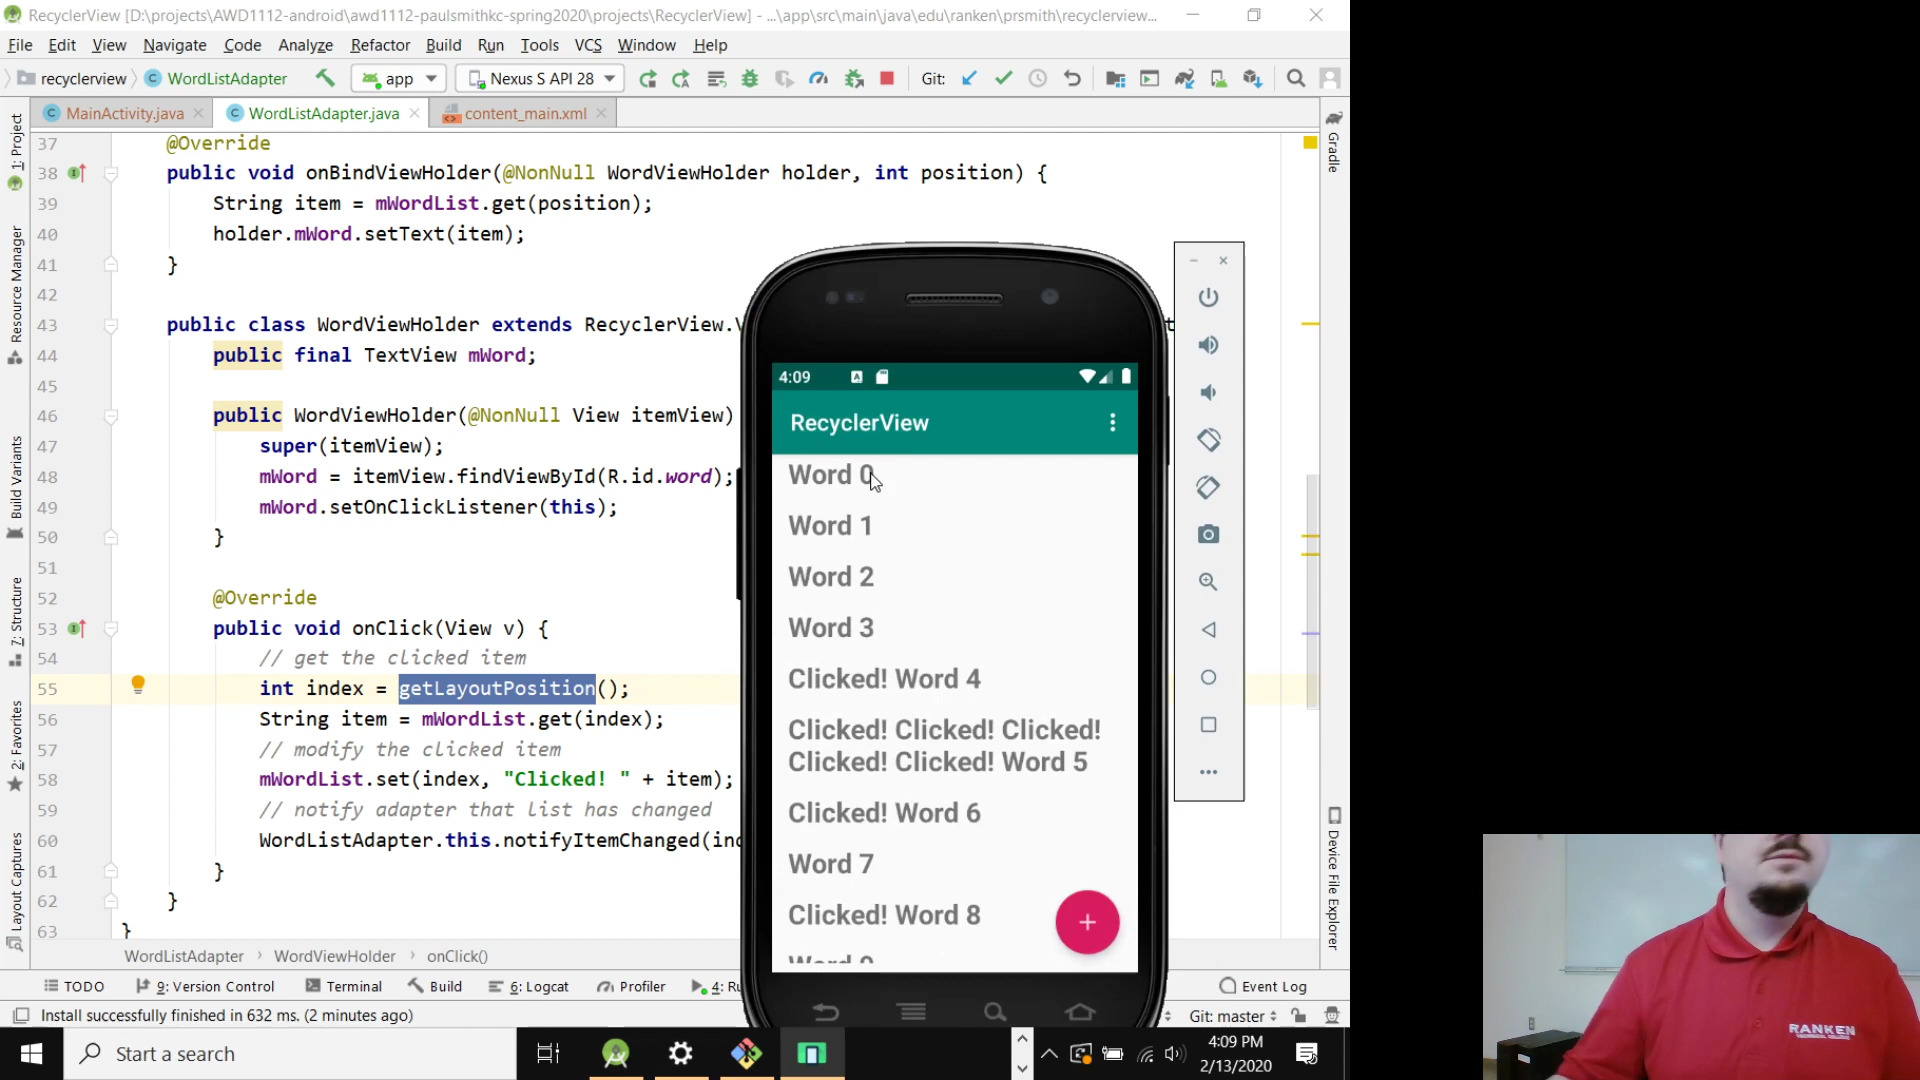 RecyclerView [D:\projects\AWD1112-android\awd1112-paulsmithkc-spring2020\projects\RecyclerView] - ...\app\src\main\java\edu\ranken\prsmith\recyclerview...
File Edit View Navigate Code Analyze Refactor Build Run Tools VCS Window Help
recyclerview WordListAdapter app Nexus S API 28 Git:
MainActivity.java WordListAdapter.java content_main.xml
1: Project
Resource Manager
Build Variants
7: Structure
2: Favorites
Layout Captures
37 @Override
38 public void onBindViewHolder(@NonNull WordViewHolder holder, int position) {
39 String item = mWordList.get(position);
40 holder.mWord.setText(item);
41 }
42
43 public class WordViewHolder extends RecyclerView.
44 public final TextView mWord;
45
46 public WordViewHolder(@NonNull View itemView)
47 super(itemView);
48 mWord = itemView.findViewById(R.id.word);
49 mWord.setOnClickListener(this);
50 }
51
52 @Override
53 public void onClick(View v) {
54 // get the clicked item
55 int index = getLayoutPosition();
56 String item = mWordList.get(index);
57 // modify the clicked item
58 mWordList.set(index, "Clicked! " + item);
59 // notify adapter that list has changed
60 WordListAdapter.this.notifyItemChanged(ind
61 }
62 }
63 }
4:09
RecyclerView
Word 0
Word 1
Word 2
Word 3
Clicked! Word 4
Clicked! Clicked! Clicked!
Clicked! Clicked! Word 5
Clicked! Word 6
Word 7
Clicked! Word 8
Word 9
+
Gradle
Device File Explorer
WordListAdapter › WordViewHolder › onClick()
TODO 9: Version Control Terminal Build 6: Logcat Profiler 4: Ru Event Log
Install successfully finished in 632 ms. (2 minutes ago) Git: master
Start a search
4:09 PM
2/13/2020
RANKEN